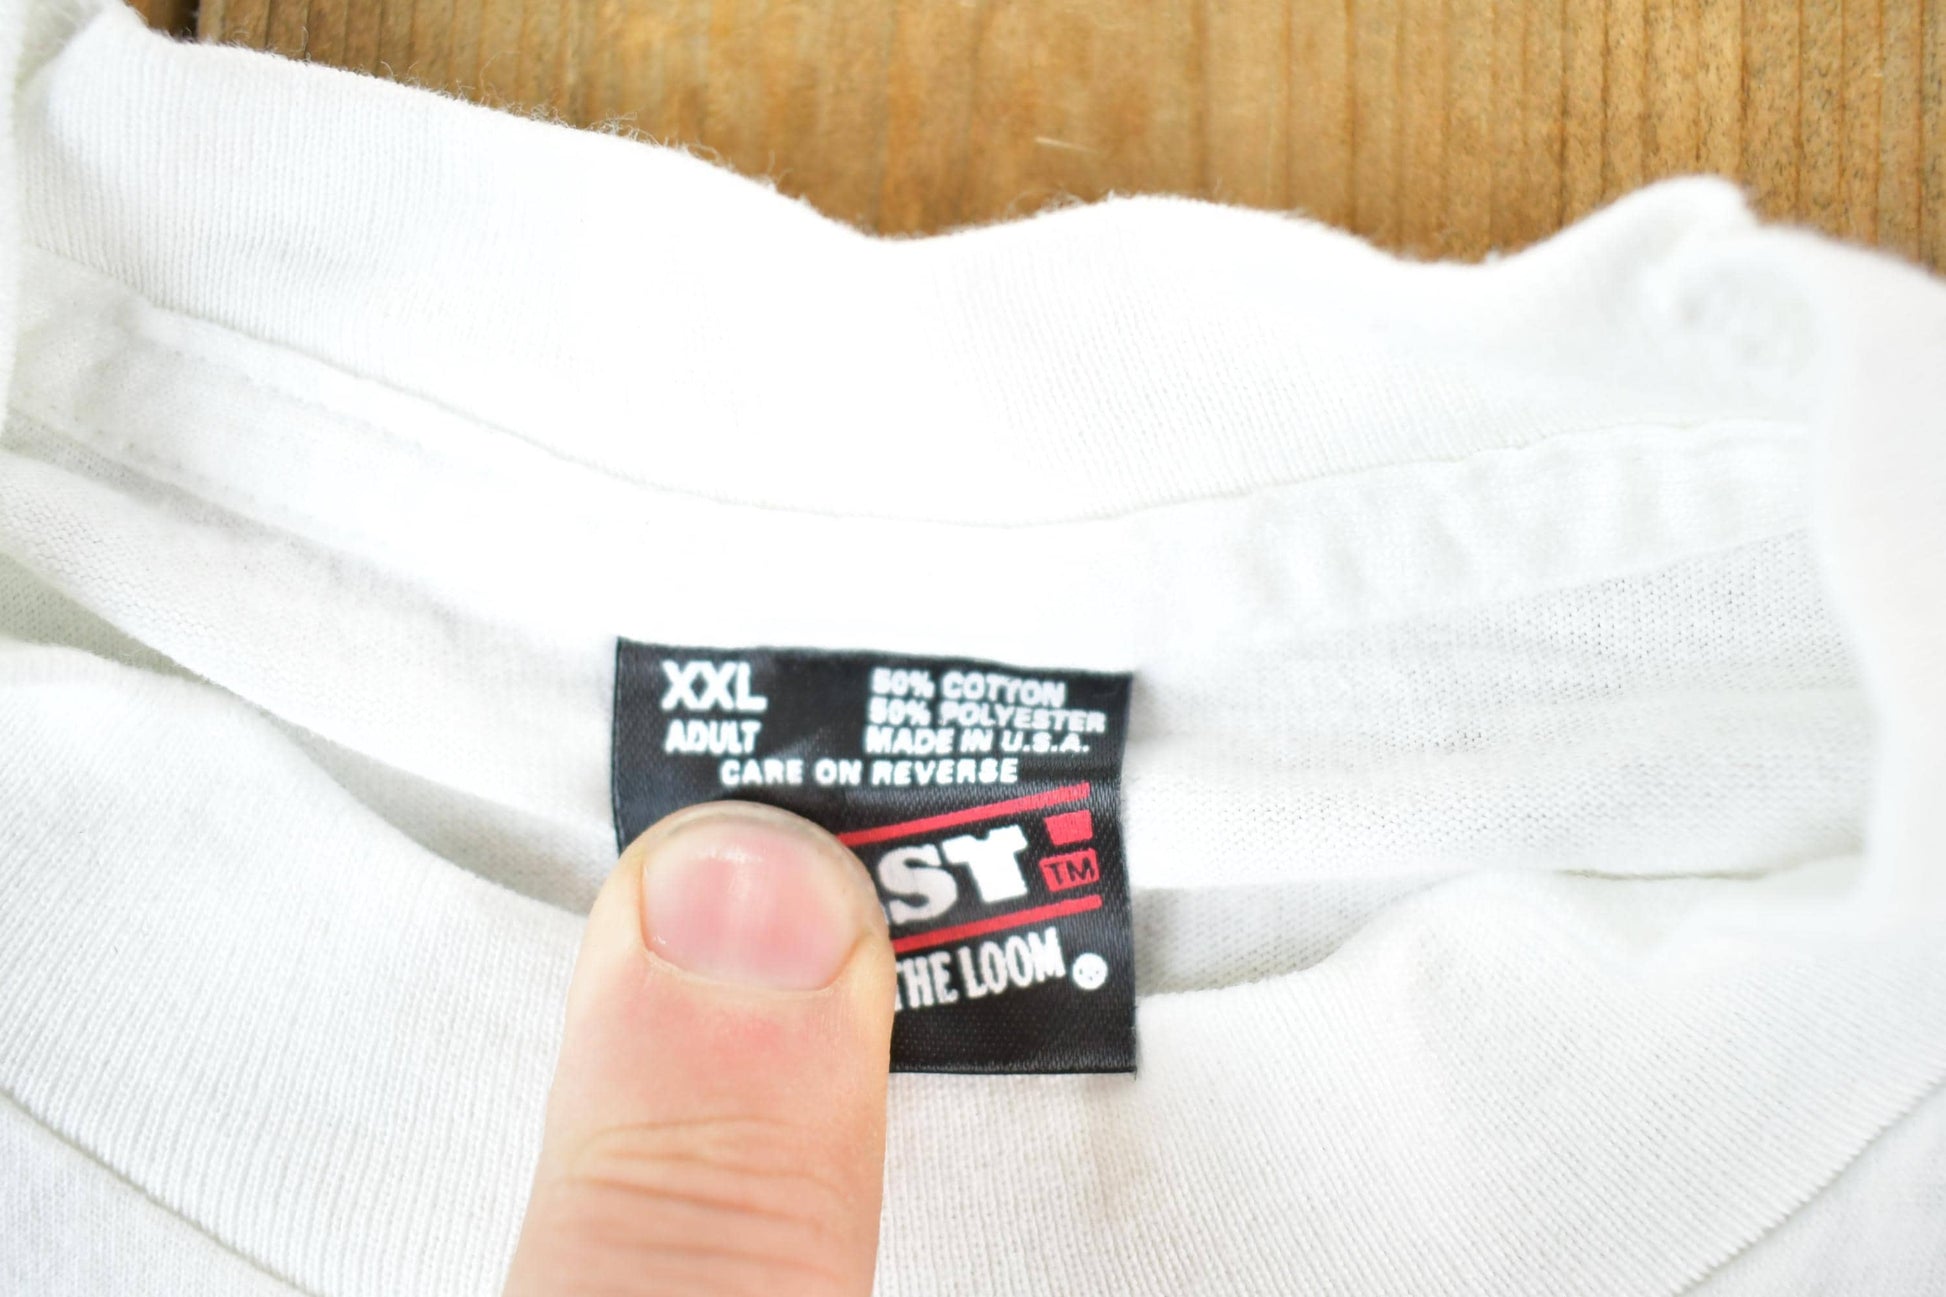 XXL
ADULT
50% COTTON
50% POLYESTER
MADE IN U.S.A.
CARE ON REVERSE
ST!
TM
THE LOOM ®